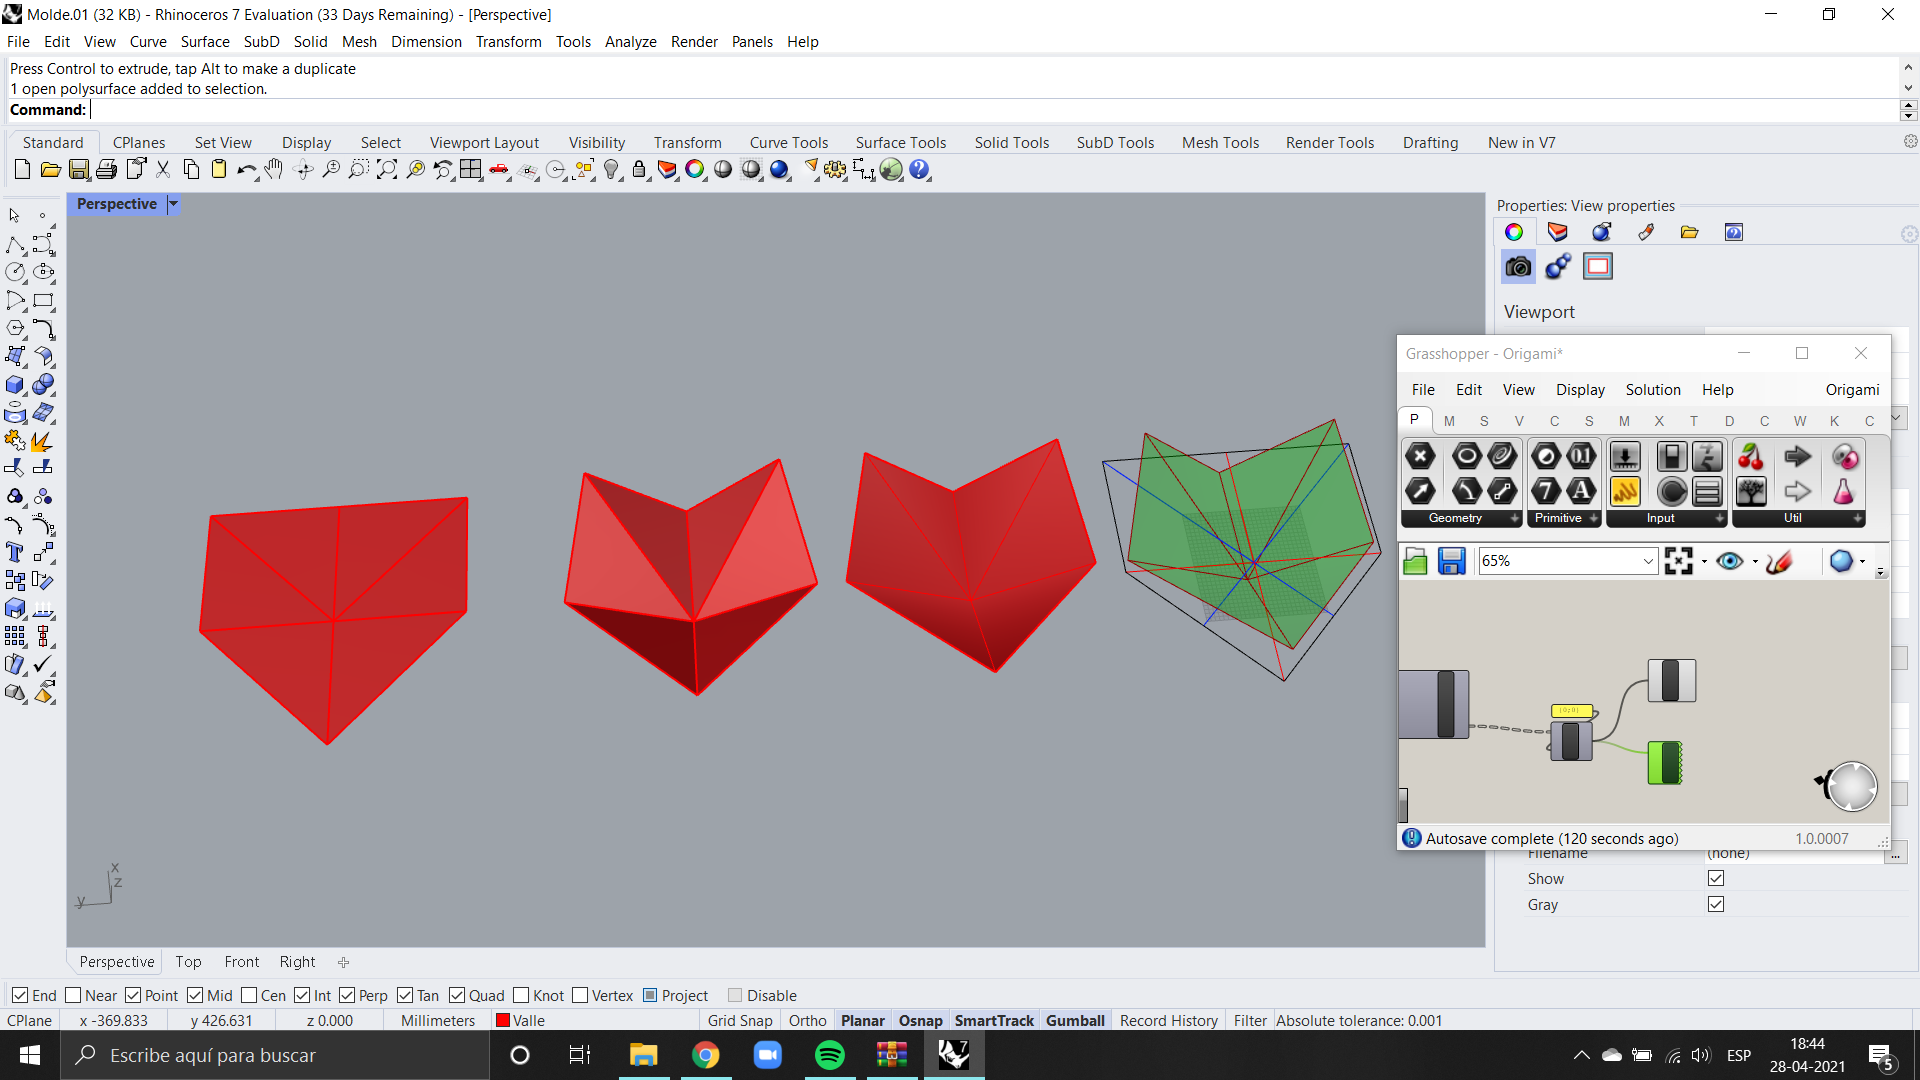 Molde.01 (32 KB) - Rhinoceros 7 Evaluation (33 Days Remaining) - [Perspective]
File Edit View Curve Surface SubD Solid Mesh Dimension Transform Tools Analyze Render Panels Help
Press Control to extrude, tap Alt to make a duplicate
1 open polysurface added to selection.
Command:
Standard CPlanes Set View Display Select Viewport Layout Visibility Transform Curve Tools Surface Tools Solid Tools SubD Tools Mesh Tools Render Tools Drafting New in V7
Perspective
Properties: View properties
Viewport
Grasshopper - Origami*
File Edit View Display Solution Help Origami
P M S V C S M X T D C W K C
Geometry Primitive Input Util
65%
{0;0}
Autosave complete (120 seconds ago) 1.0.0007
Filename (none) ...
Show
Gray
x
z
y
Perspective Top Front Right
End Near Point Mid Cen Int Perp Tan Quad Knot Vertex Project Disable
CPlane x -369.833 y 426.631 z 0.000 Millimeters Valle Grid Snap Ortho Planar Osnap SmartTrack Gumball Record History Filter Absolute tolerance: 0.001
Escribe aquí para buscar
ESP
18:44
28-04-2021
5